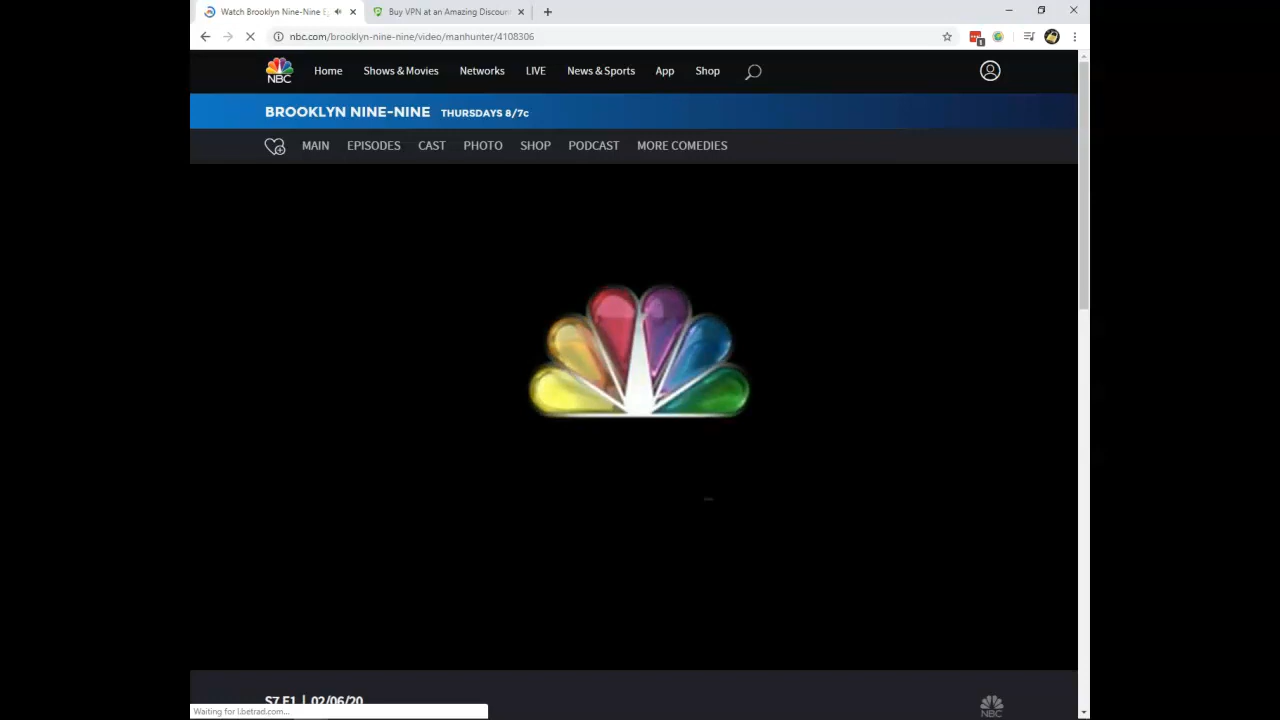 Watch Brooklyn Nine-Nine E
Buy VPN at an Amazing Discoun
nbc.com/brooklyn-nine-nine/video/manhunter/4108306
1
NBC
Home
Shows & Movies
Networks
LIVE
News & Sports
App
Shop
BROOKLYN NINE-NINE THURSDAYS 8/7c
MAIN
EPISODES
CAST
PHOTO
SHOP
PODCAST
MORE COMEDIES
S7 E1 | 02/06/20
NBC
Waiting for l.betrad.com...